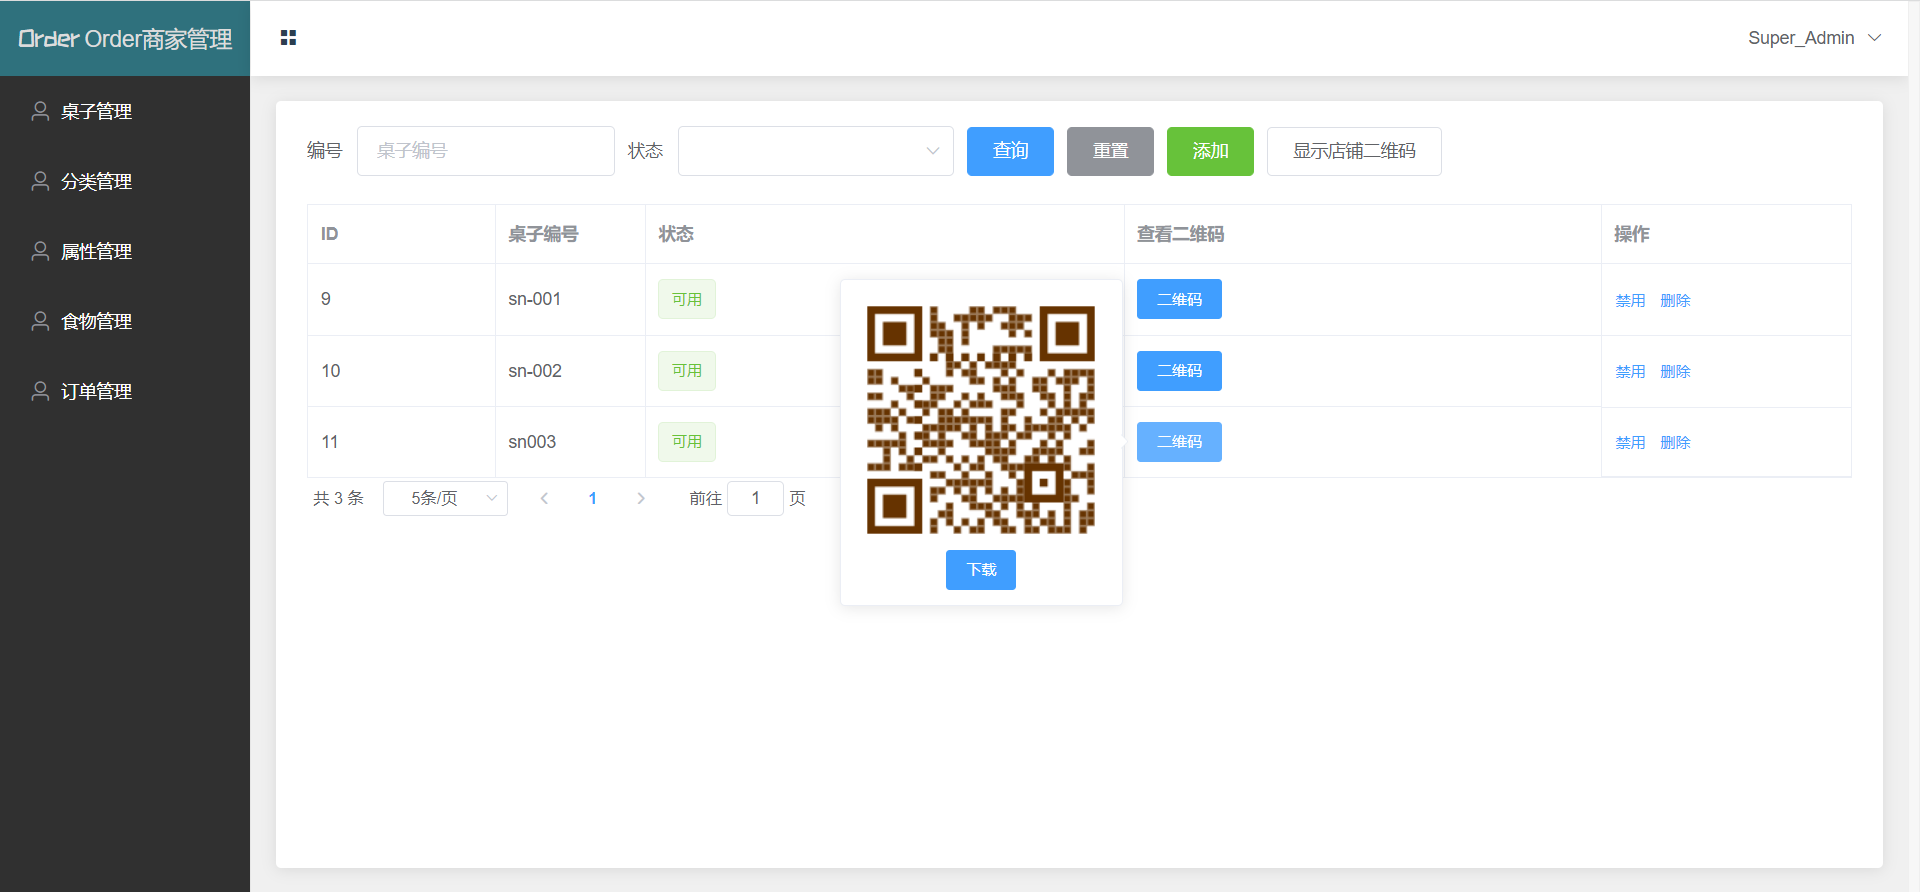 Order Order商家管理
Super_Admin
桌子管理
分类管理
属性管理
食物管理
订单管理
编号 桌子编号 状态 查询 重置 添加 显示店铺二维码
ID 桌子编号 状态 查看二维码 操作
9 sn-001 可用 二维码 禁用 删除
10 sn-002 可用 二维码 禁用 删除
11 sn003 可用 二维码 禁用 删除
共 3 条 5条/页 1 前往 1 页
下载